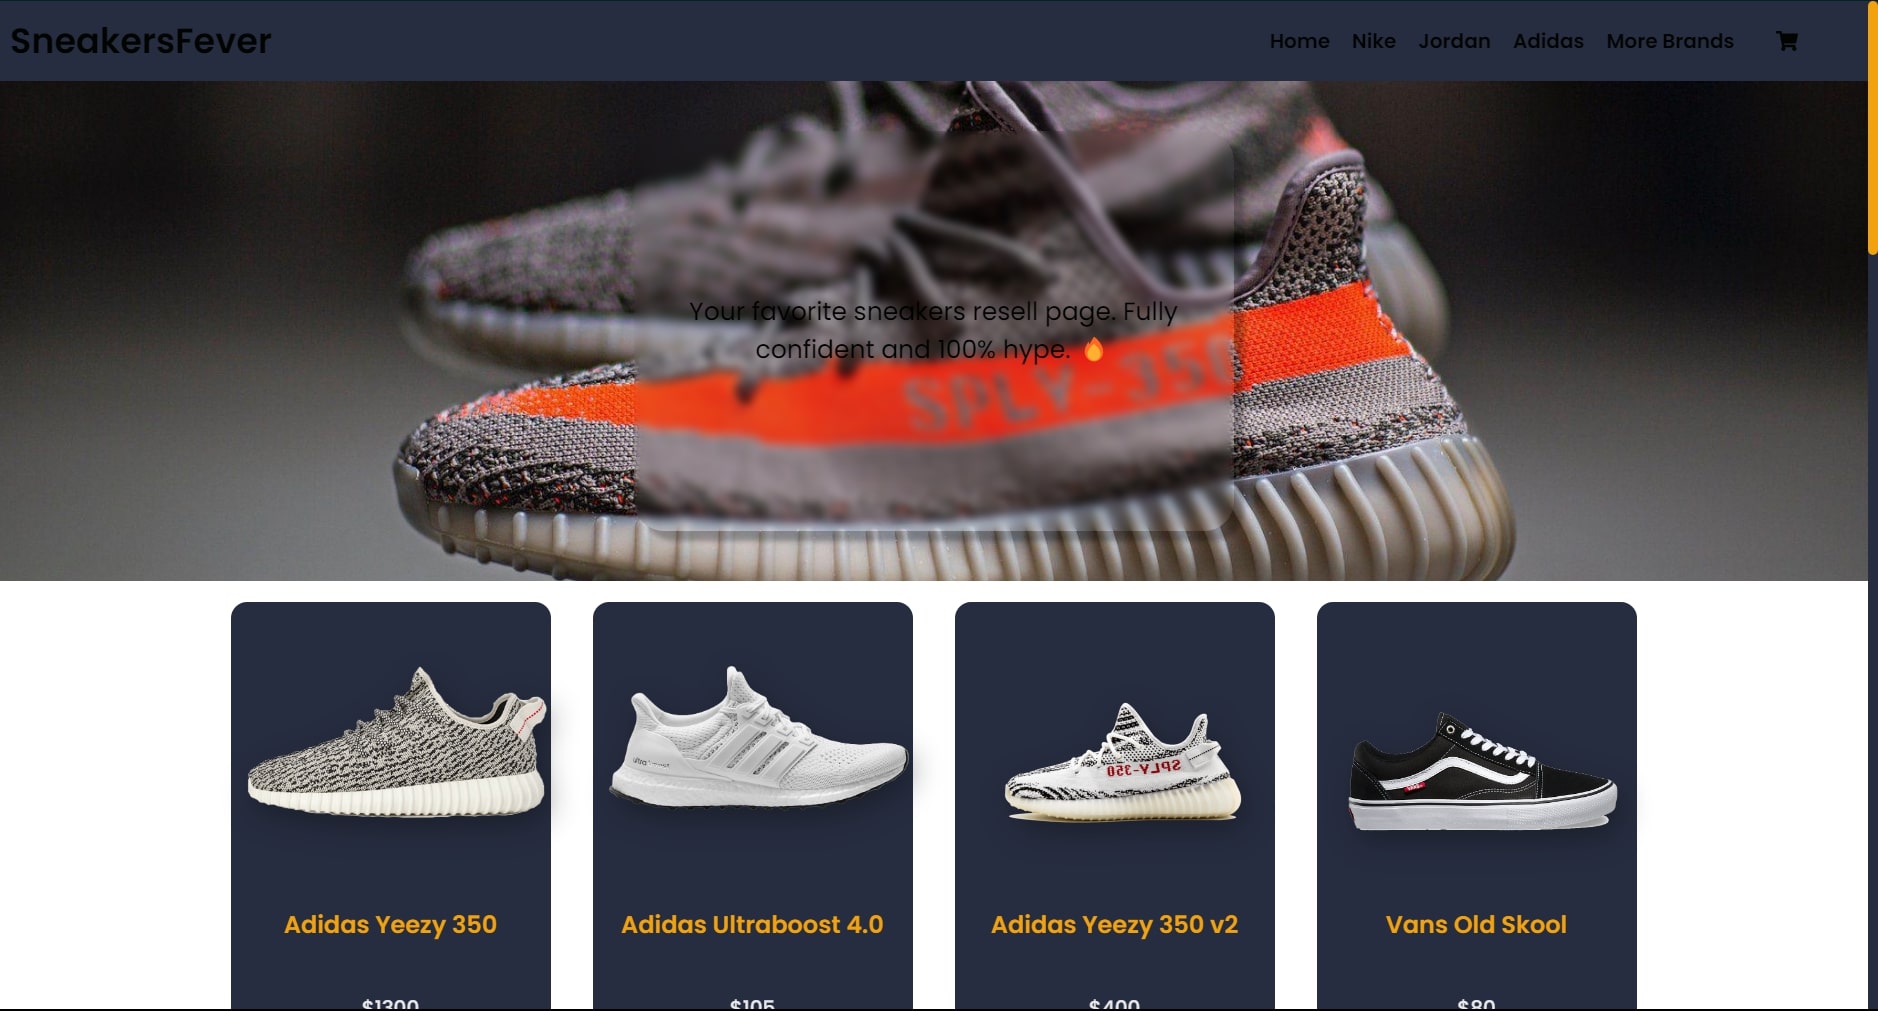 SneakersFever
Home Nike Jordan Adidas More Brands
Your favorite sneakers resell page. Fully
confident and 100% hype. 🔥
SPLY-350
SPLY-350
Adidas Yeezy 350 Adidas Ultraboost 4.0 Adidas Yeezy 350 v2 Vans Old Skool
$1300 $105 $400 $80